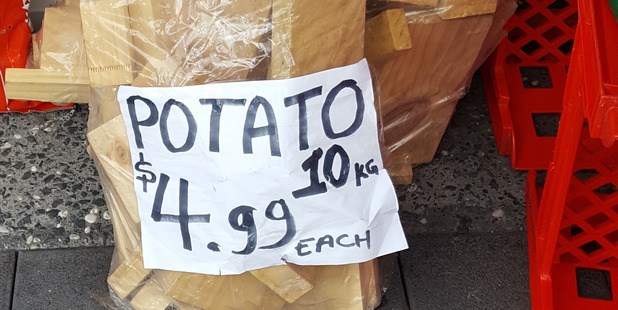 POTATO
10 KG
$4.99
EACH